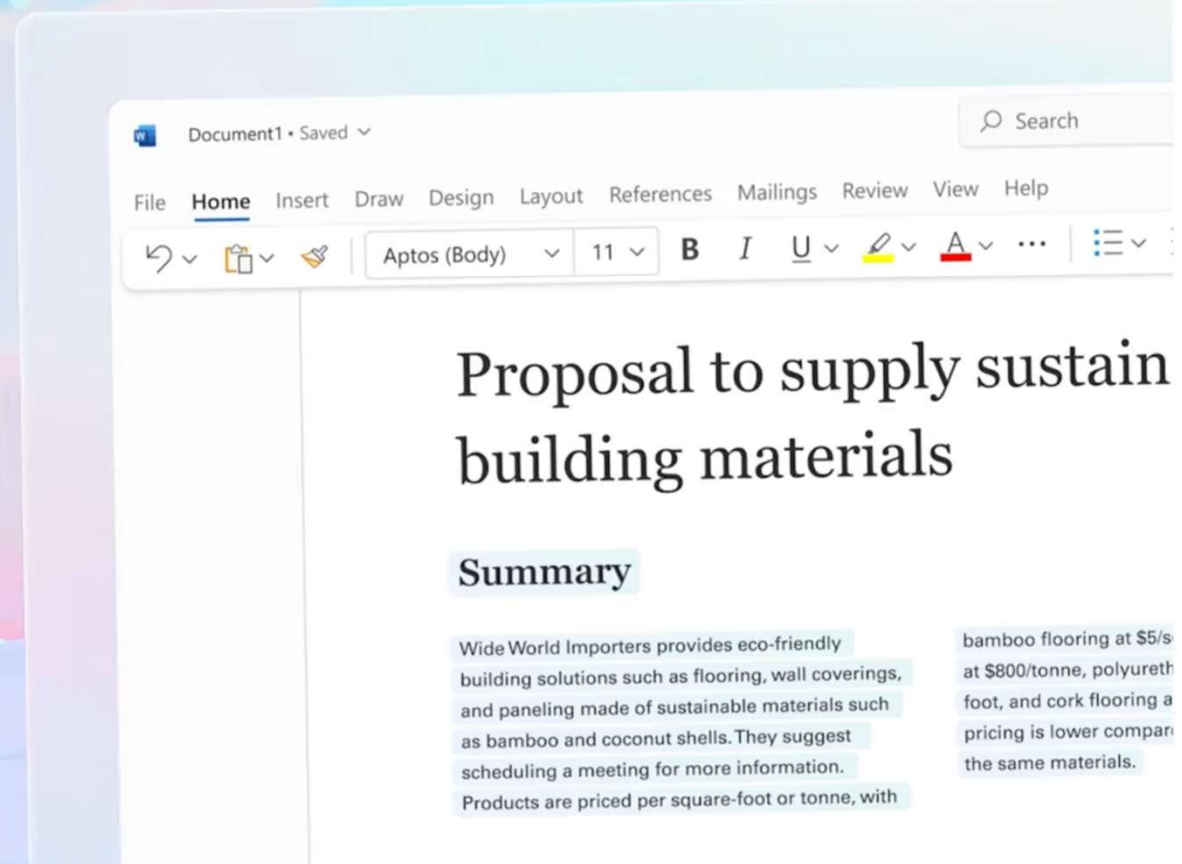 Document1 • Saved
Search
File Home Insert Draw Design Layout References Mailings Review View Help
Aptos (Body) 11 B I U A
Proposal to supply sustain
building materials
Summary
Wide World Importers provides eco-friendly
building solutions such as flooring, wall coverings,
and paneling made of sustainable materials such
as bamboo and coconut shells. They suggest
scheduling a meeting for more information.
Products are priced per square-foot or tonne, with
bamboo flooring at $5/s
at $800/tonne, polyureth
foot, and cork flooring a
pricing is lower compar
the same materials.